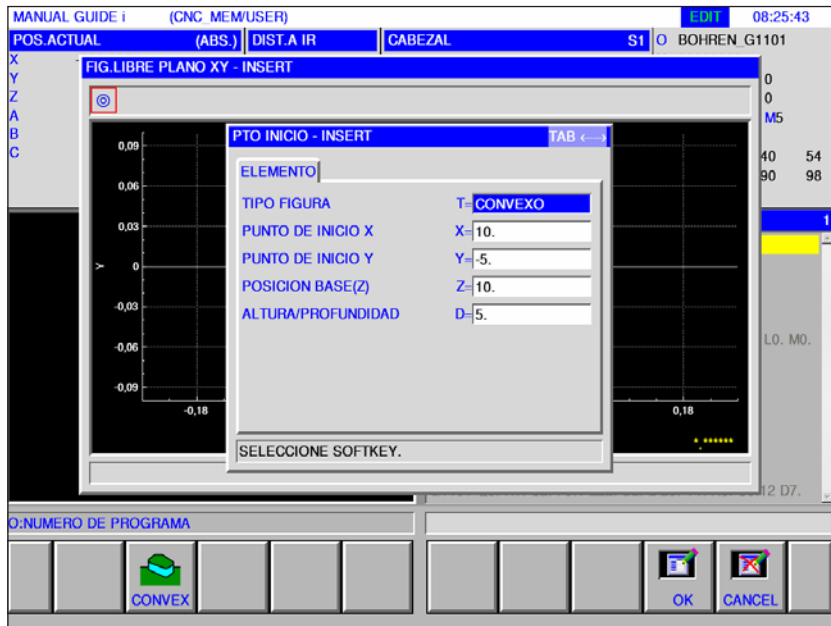 MANUAL GUIDE i (CNC_MEM/USER) EDIT 08:25:43
POS.ACTUAL (ABS.) DIST.A IR CABEZAL S1 O BOHREN_G1101
X
FIG.LIBRE PLANO XY - INSERT
Y 0
Z 0
A M5
B
C 40 54
90 98
PTO INICIO - INSERT TAB ←→
ELEMENTO
TIPO FIGURA T= CONVEXO
PUNTO DE INICIO X X= 10.
PUNTO DE INICIO Y Y= -5.
POSICION BASE(Z) Z= 10.
ALTURA/PROFUNDIDAD D= 5.
SELECCIONE SOFTKEY.
0,09
0,06
0,03
Y 0
-0,03
-0,06
-0,09
-0,18 0,18
*.******
1
L0. M0.
12 D7.
O:NUMERO DE PROGRAMA
CONVEX OK CANCEL